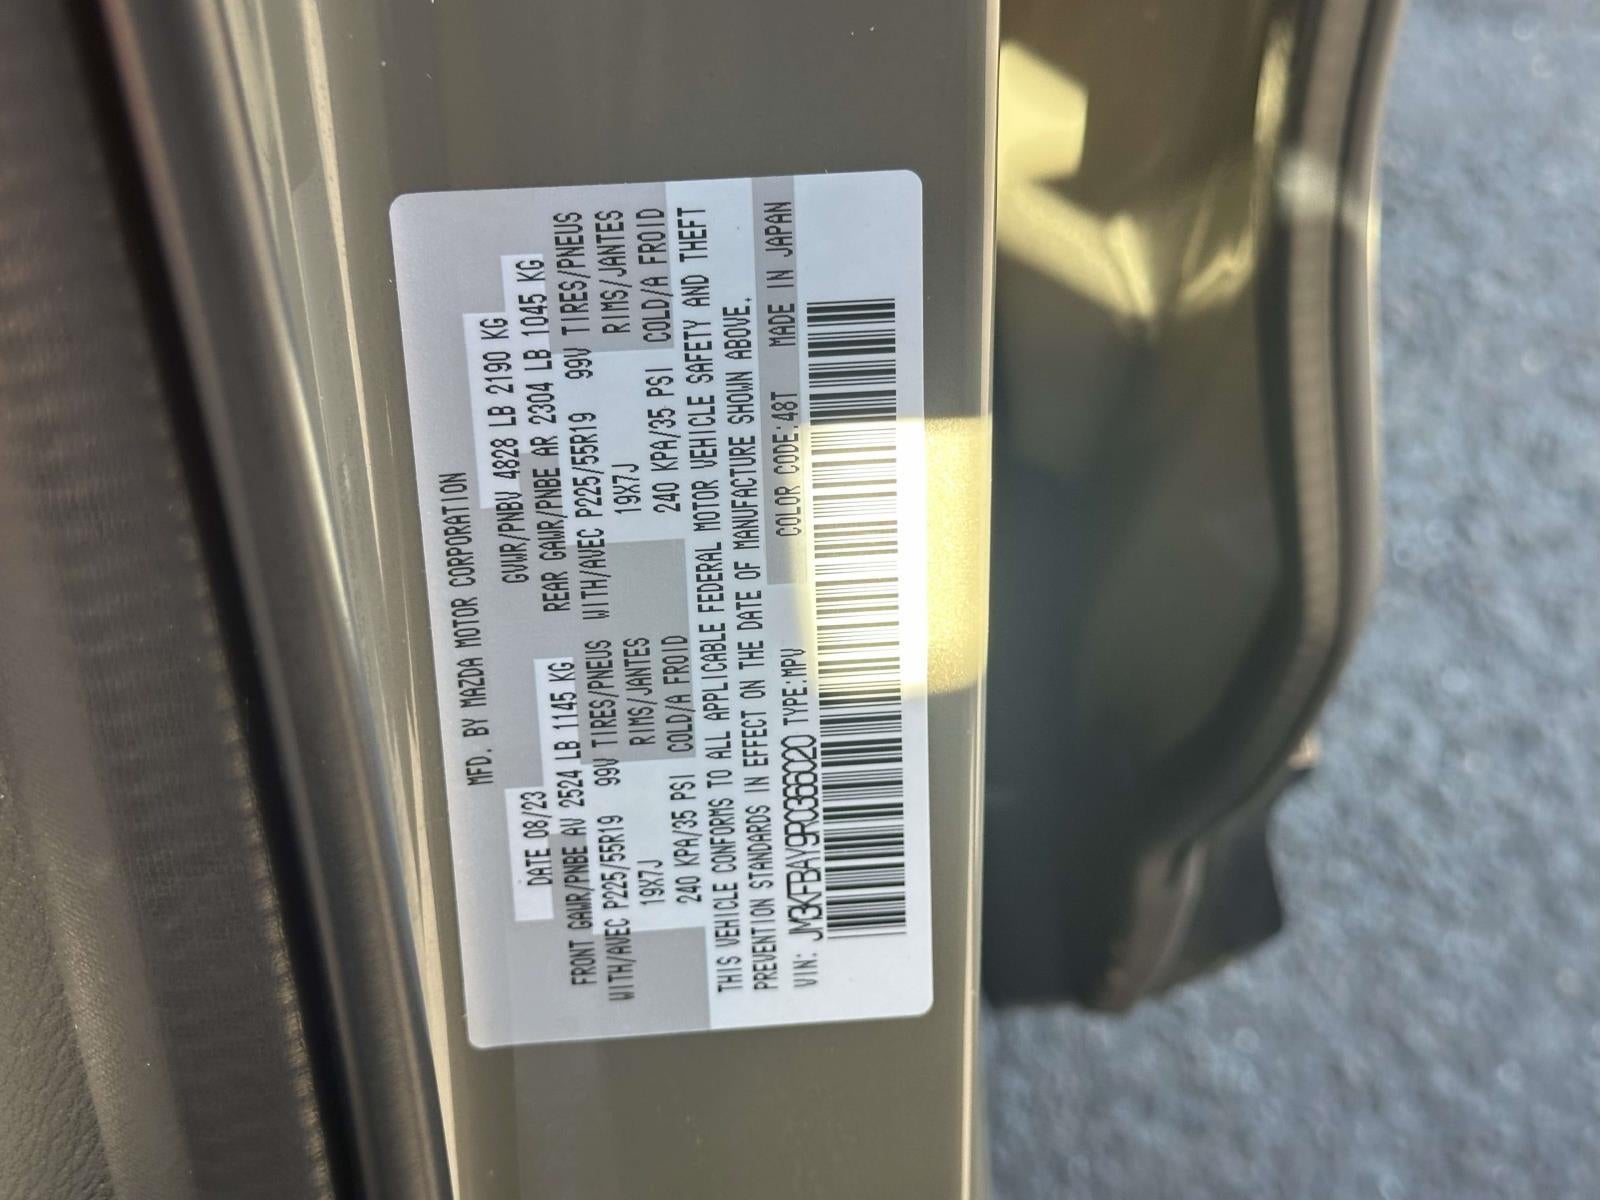 MFD. BY MAZDA MOTOR CORPORATION
DATE 08/23 GVWR/PNBV 4828 LB 2190 KG
FRONT GAWR/PNBE AV 2524 LB 1145 KG REAR GAWR/PNBE AR 2304 LB 1045 KG
WITH/AVEC P225/55R19 99V TIRES/PNEUS WITH/AVEC P225/55R19 99V TIRES/PNEUS
19X7J RIMS/JANTES 19X7J RIMS/JANTES
240 KPA/35 PSI COLD/A FROID 240 KPA/35 PSI COLD/A FROID
THIS VEHICLE CONFORMS TO ALL APPLICABLE FEDERAL MOTOR VEHICLE SAFETY AND THEFT
PREVENTION STANDARDS IN EFFECT ON THE DATE OF MANUFACTURE SHOWN ABOVE.
VIN: JM3KFBAY9R0366020 TYPE:MPV COLOR CODE:48T MADE IN JAPAN